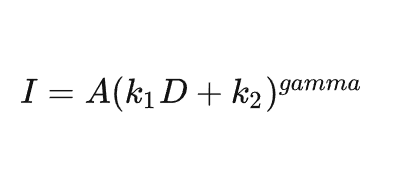 I = A(k₁D + k₂)^{gamma}